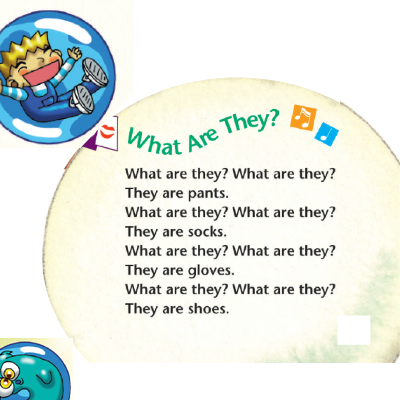 What Are They?
What are they? What are they?
They are pants.
What are they? What are they?
They are socks.
What are they? What are they?
They are gloves.
What are they? What are they?
They are shoes.